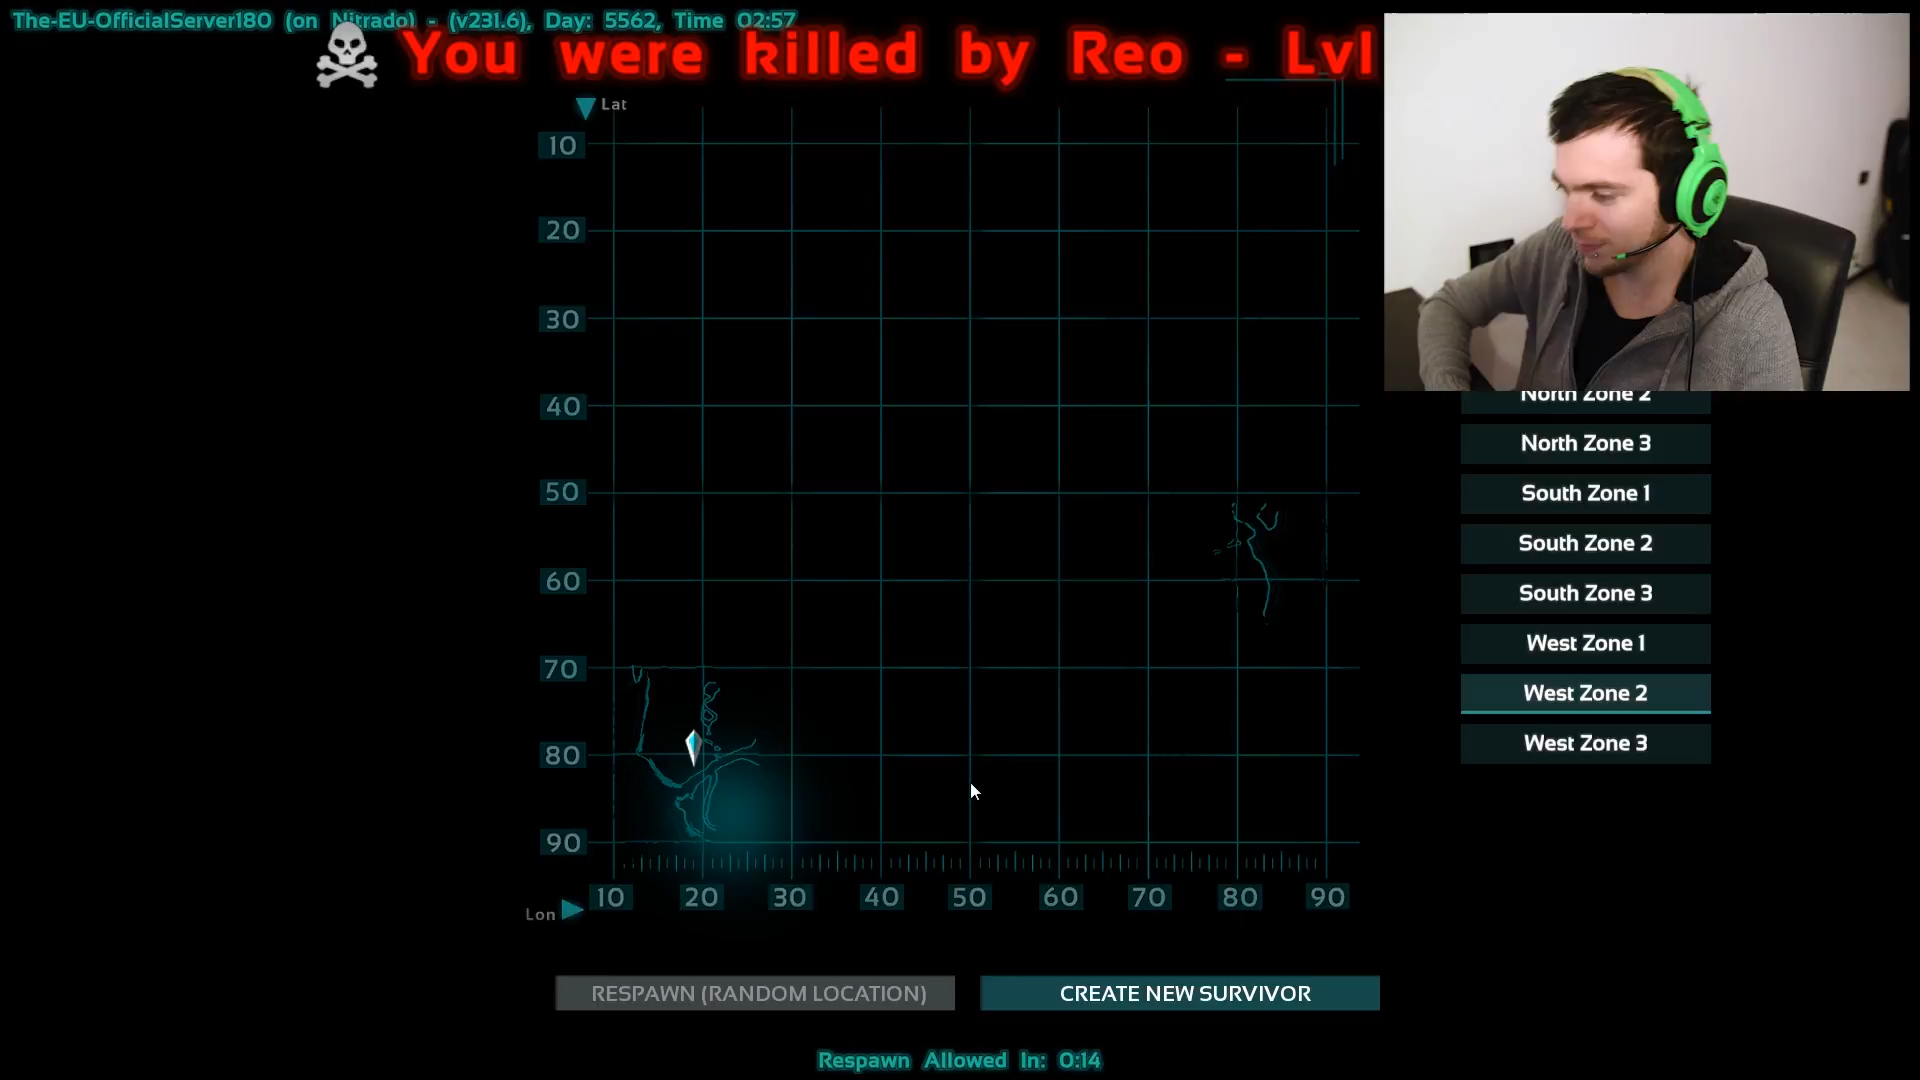 The-EU-OfficialServer180 (on Nitrado) - (v231.6), Day: 5562, Time 02:57
You were killed by Reo - Lvl
Lat
10
20
30
40
50
60
70
80
90
Lon
10 20 30 40 50 60 70 80 90
North Zone 2
North Zone 3
South Zone 1
South Zone 2
South Zone 3
West Zone 1
West Zone 2
West Zone 3
RESPAWN (RANDOM LOCATION)
CREATE NEW SURVIVOR
Respawn Allowed In: 0:14